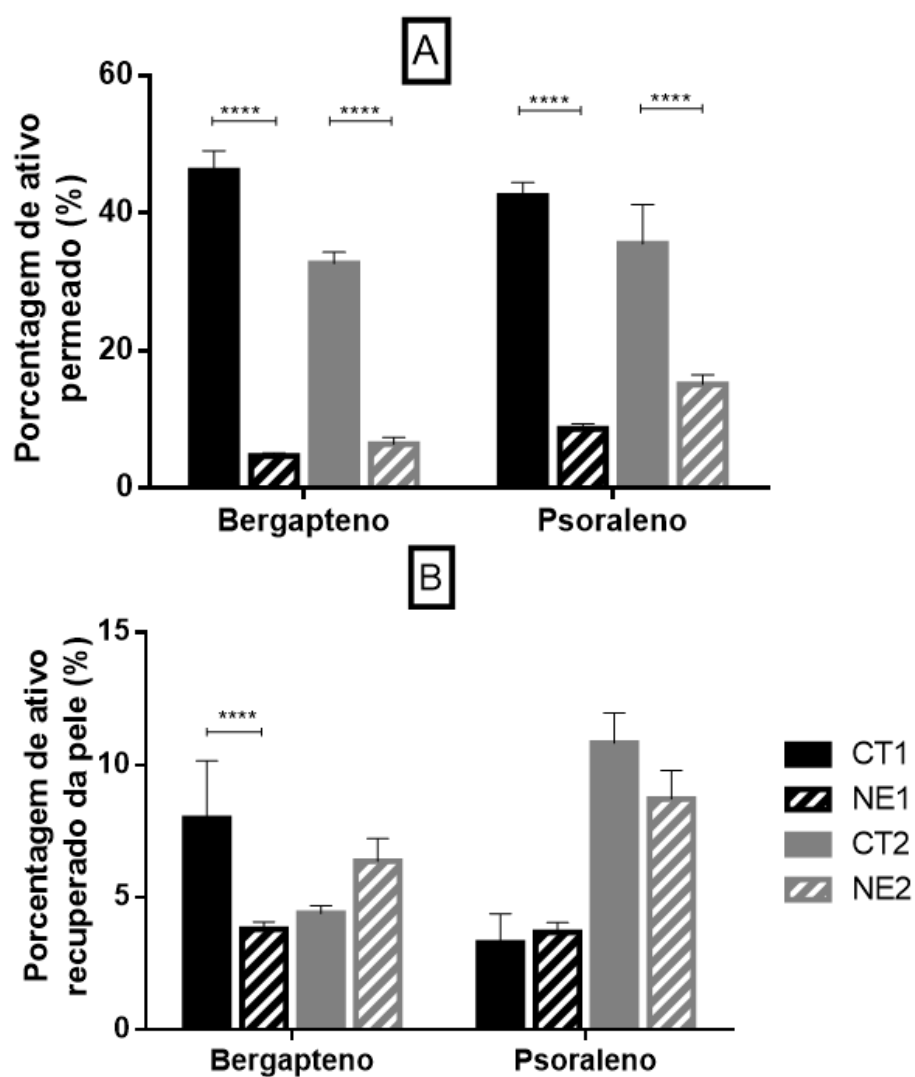 A
Porcentagem de ativo
permeado (%)
60
40
20
0
****
****
****
****
Bergapteno
Psoraleno
B
Porcentagem de ativo
recuperado da pele (%)
15
10
5
0
****
Bergapteno
Psoraleno
CT1
NE1
CT2
NE2